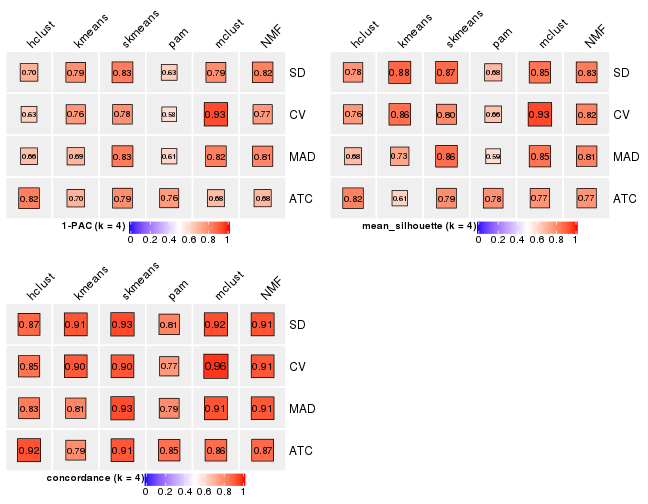 hclust kmeans skmeans pam mclust NMF
0.70 0.79 0.83 0.63 0.79 0.82 SD
0.63 0.76 0.78 0.58 0.93 0.77 CV
0.66 0.69 0.83 0.61 0.82 0.81 MAD
0.82 0.70 0.79 0.76 0.68 0.68 ATC
1-PAC (k = 4)
0 0.2 0.4 0.6 0.8 1
hclust kmeans skmeans pam mclust NMF
0.78 0.88 0.87 0.68 0.85 0.83 SD
0.76 0.86 0.80 0.66 0.93 0.82 CV
0.68 0.73 0.86 0.59 0.85 0.81 MAD
0.82 0.61 0.79 0.78 0.77 0.77 ATC
mean_silhouette (k = 4)
0 0.2 0.4 0.6 0.8 1
hclust kmeans skmeans pam mclust NMF
0.87 0.91 0.93 0.81 0.92 0.91 SD
0.85 0.90 0.90 0.77 0.96 0.91 CV
0.83 0.81 0.93 0.79 0.91 0.91 MAD
0.92 0.79 0.91 0.85 0.86 0.87 ATC
concordance (k = 4)
0 0.2 0.4 0.6 0.8 1